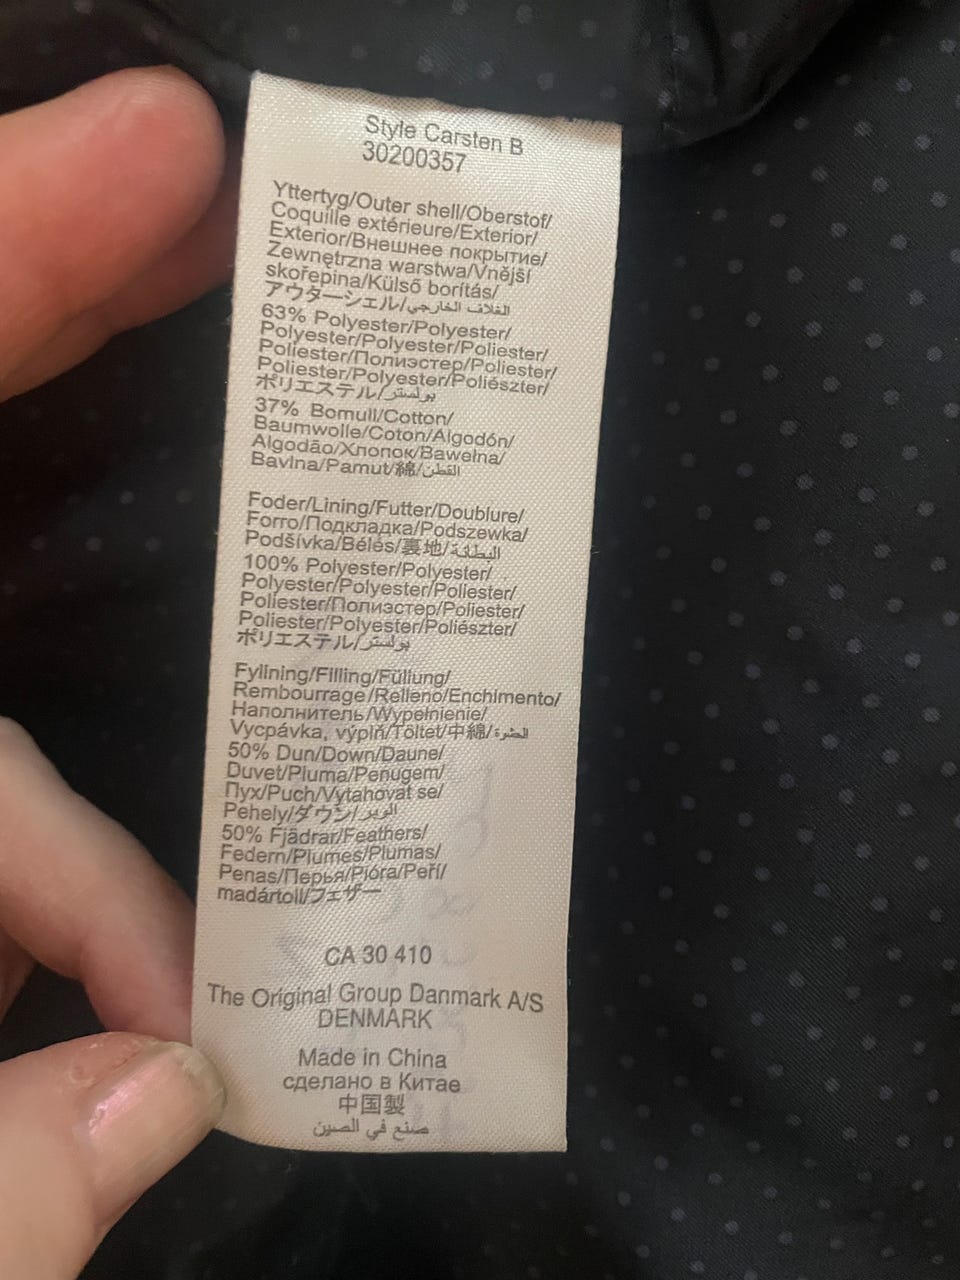 Style Carsten B
30200357
Yttertyg/Outer shell/Oberstof/
Coquille extérieure/Exterior/
Exterior/Внешнее покрытие/
Zewnętrzna warstwa/Vnější
skořepina/Külső borítás/
アウターシェル/الغلاف الخارجي
63% Polyester/Polyester/
Polyester/Polyester/Poliester/
Poliester/Полиэстер/Poliester/
Poliester/Polyester/Poliészter/
ポリエステル/بولستر
37% Bomull/Cotton/
Baumwolle/Coton/Algodón/
Algodão/Хлопок/Bawełna/
Bavlna/Pamut/綿/القطن
Foder/Lining/Futter/Doublure/
Forro/Подкладка/Podszewka/
Podšívka/Bélés/裏地/البطانة
100% Polyester/Polyester/
Polyester/Polyester/Poliester/
Poliester/Полиэстер/Poliester/
Poliester/Polyester/Poliészter/
ポリエステル/بولستر
Fyllning/Filling/Füllung/
Rembourrage/Relleno/Enchimento/
Наполнитель/Wypełnienie/
Vycpávka, výplň/Töltet/中綿/الحشوة
50% Dun/Down/Daune/
Duvet/Pluma/Penugem/
Пух/Puch/Vytahovat se/
Pehely/ダウン/الوبر
50% Fjädrar/Feathers/
Federn/Plumes/Plumas/
Penas/Перья/Pióra/Peří/
madártoll/フェザー
CA 30 410
The Original Group Danmark A/S
DENMARK
Made in China
сделано в Китае
中国製
صنع في الصين